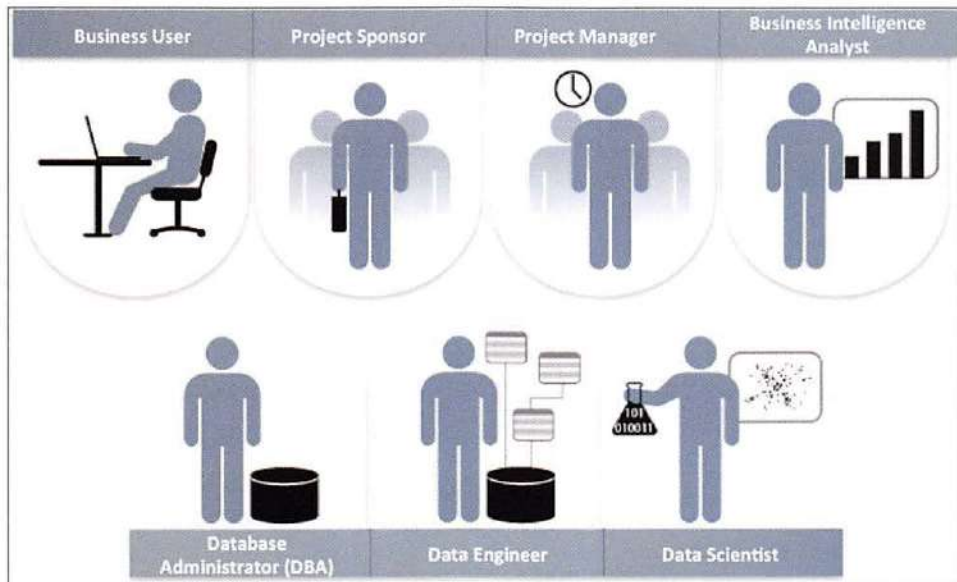 Business User
Project Sponsor
Project Manager
Business Intelligence
Analyst
101
010011
Database
Administrator (DBA)
Data Engineer
Data Scientist